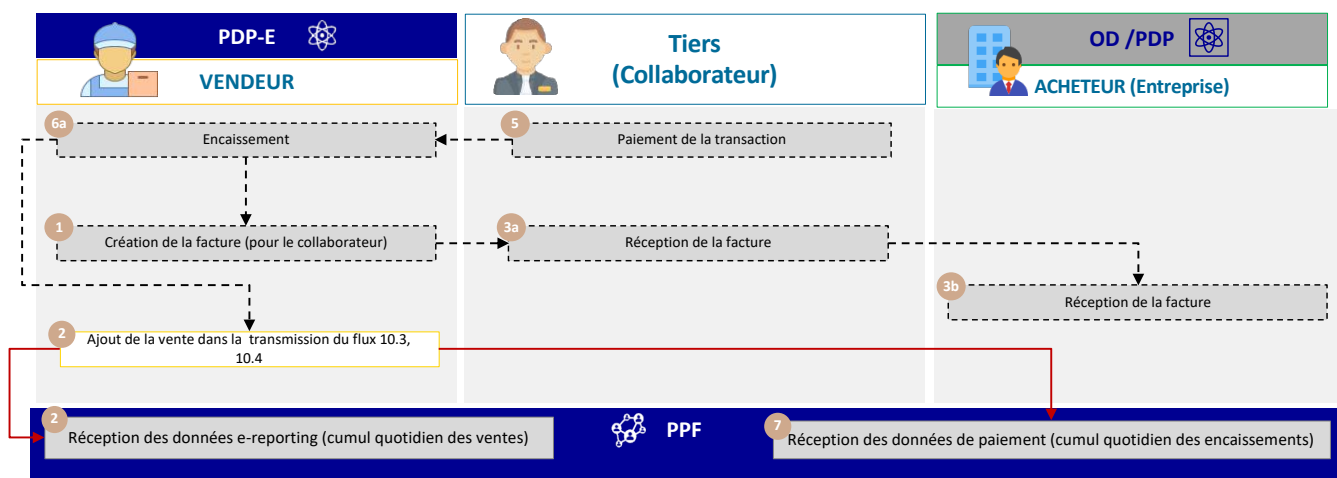 PDP-E
VENDEUR
Tiers
(Collaborateur)
OD /PDP
ACHETEUR (Entreprise)
6a
Encaissement
5
Paiement de la transaction
1
Création de la facture (pour le collaborateur)
3a
Réception de la facture
3b
Réception de la facture
2
Ajout de la vente dans la transmission du flux 10.3,
10.4
2
Réception des données e-reporting (cumul quotidien des ventes)
PPF
7
Réception des données de paiement (cumul quotidien des encaissements)